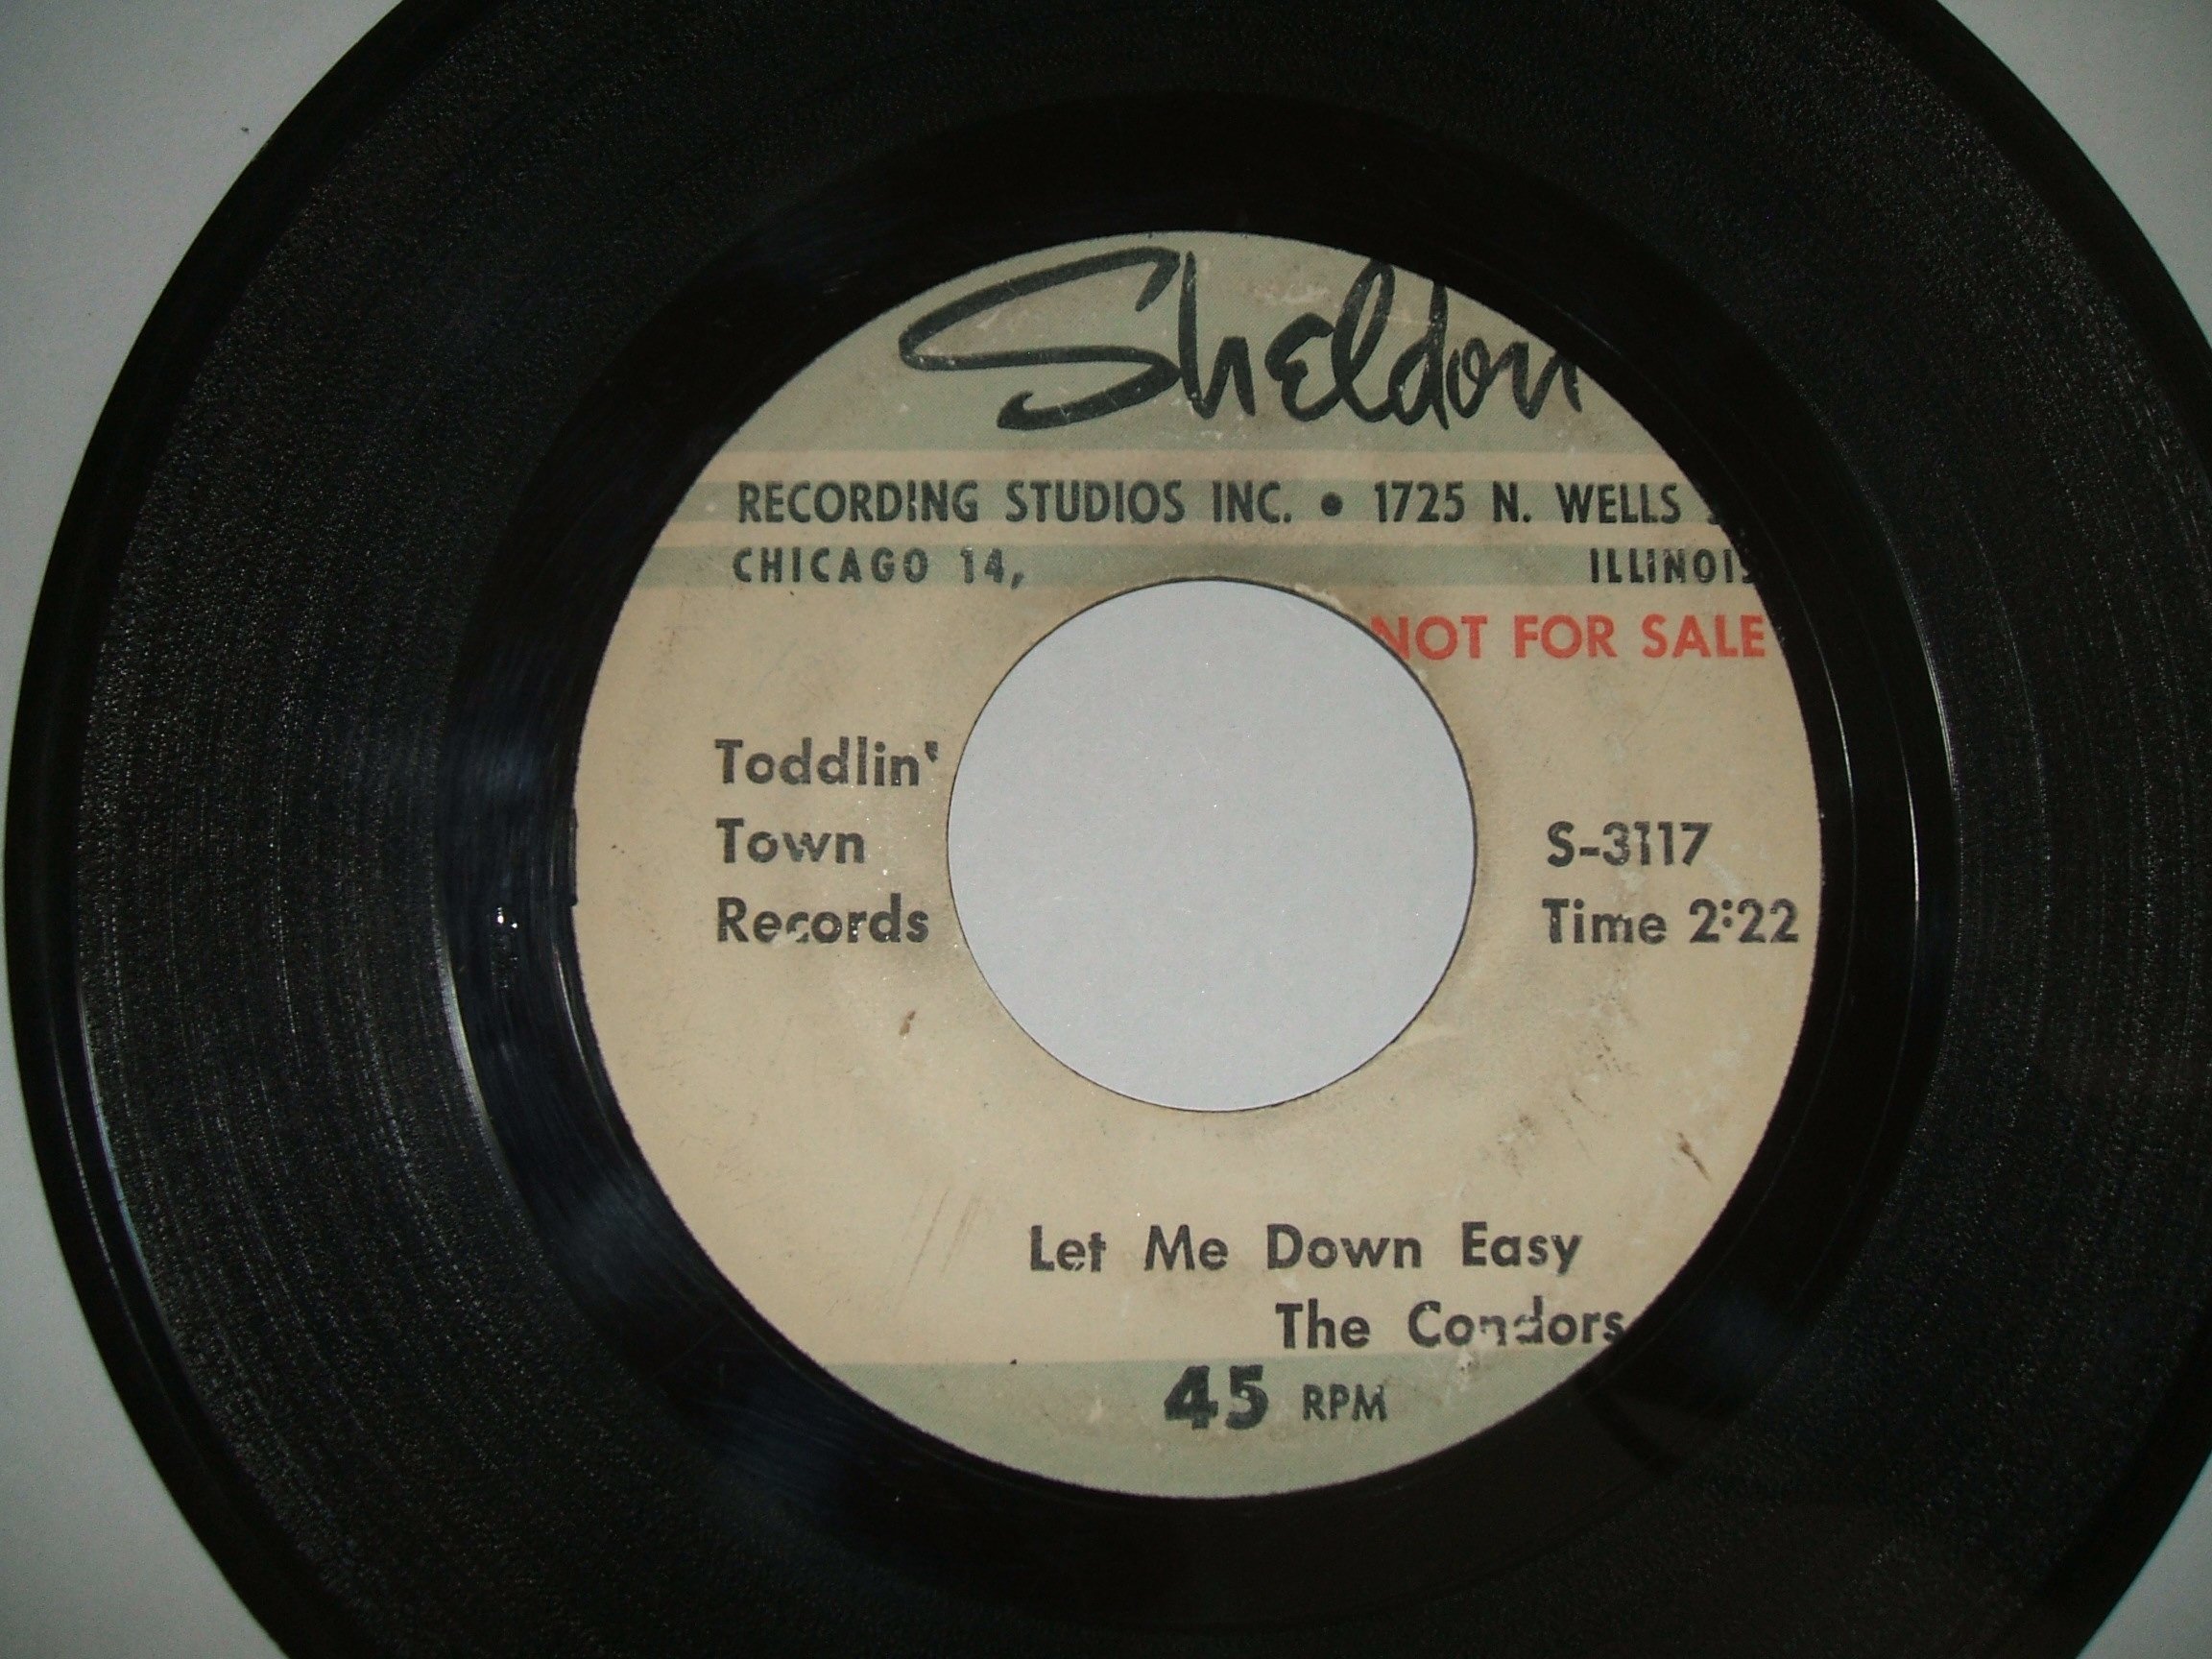 Sheldon
RECORDING STUDIOS INC. • 1725 N. WELLS
CHICAGO 14, ILLINOIS
NOT FOR SALE
Toddlin'
Town
Records
S-3117
Time 2:22
Let Me Down Easy
The Condors
45 RPM